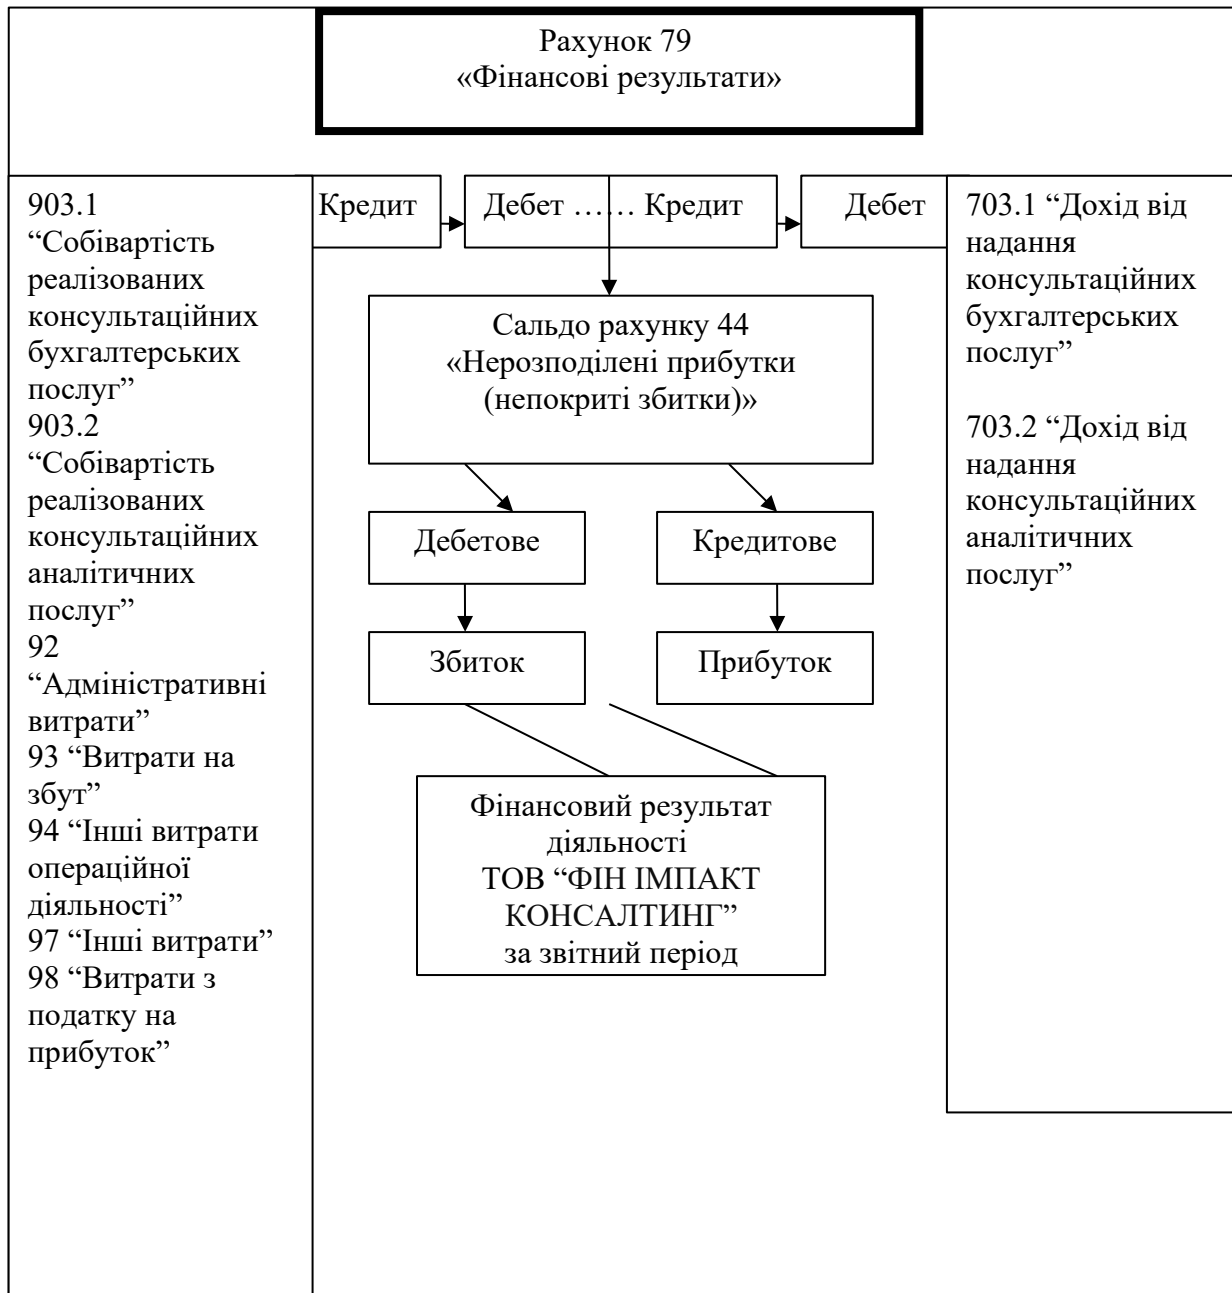 Рахунок 79
«Фінансові результати»
903.1
“Собівартість
реалізованих
консультаційних
бухгалтерських
послуг”
903.2
“Собівартість
реалізованих
консультаційних
аналітичних
послуг”
92
“Адміністративні
витрати”
93 “Витрати на
збут”
94 “Інші витрати
операційної
діяльності”
97 “Інші витрати”
98 “Витрати з
податку на
прибуток”
Кредит
Дебет …… Кредит
Дебет
Сальдо рахунку 44
«Нерозподілені прибутки
(непокриті збитки)»
Дебетове
Кредитове
Збиток
Прибуток
Фінансовий результат
діяльності
ТОВ “ФІН ІМПАКТ
КОНСАЛТИНГ”
за звітний період
703.1 “Дохід від
надання
консультаційних
бухгалтерських
послуг”
703.2 “Дохід від
надання
консультаційних
аналітичних
послуг”